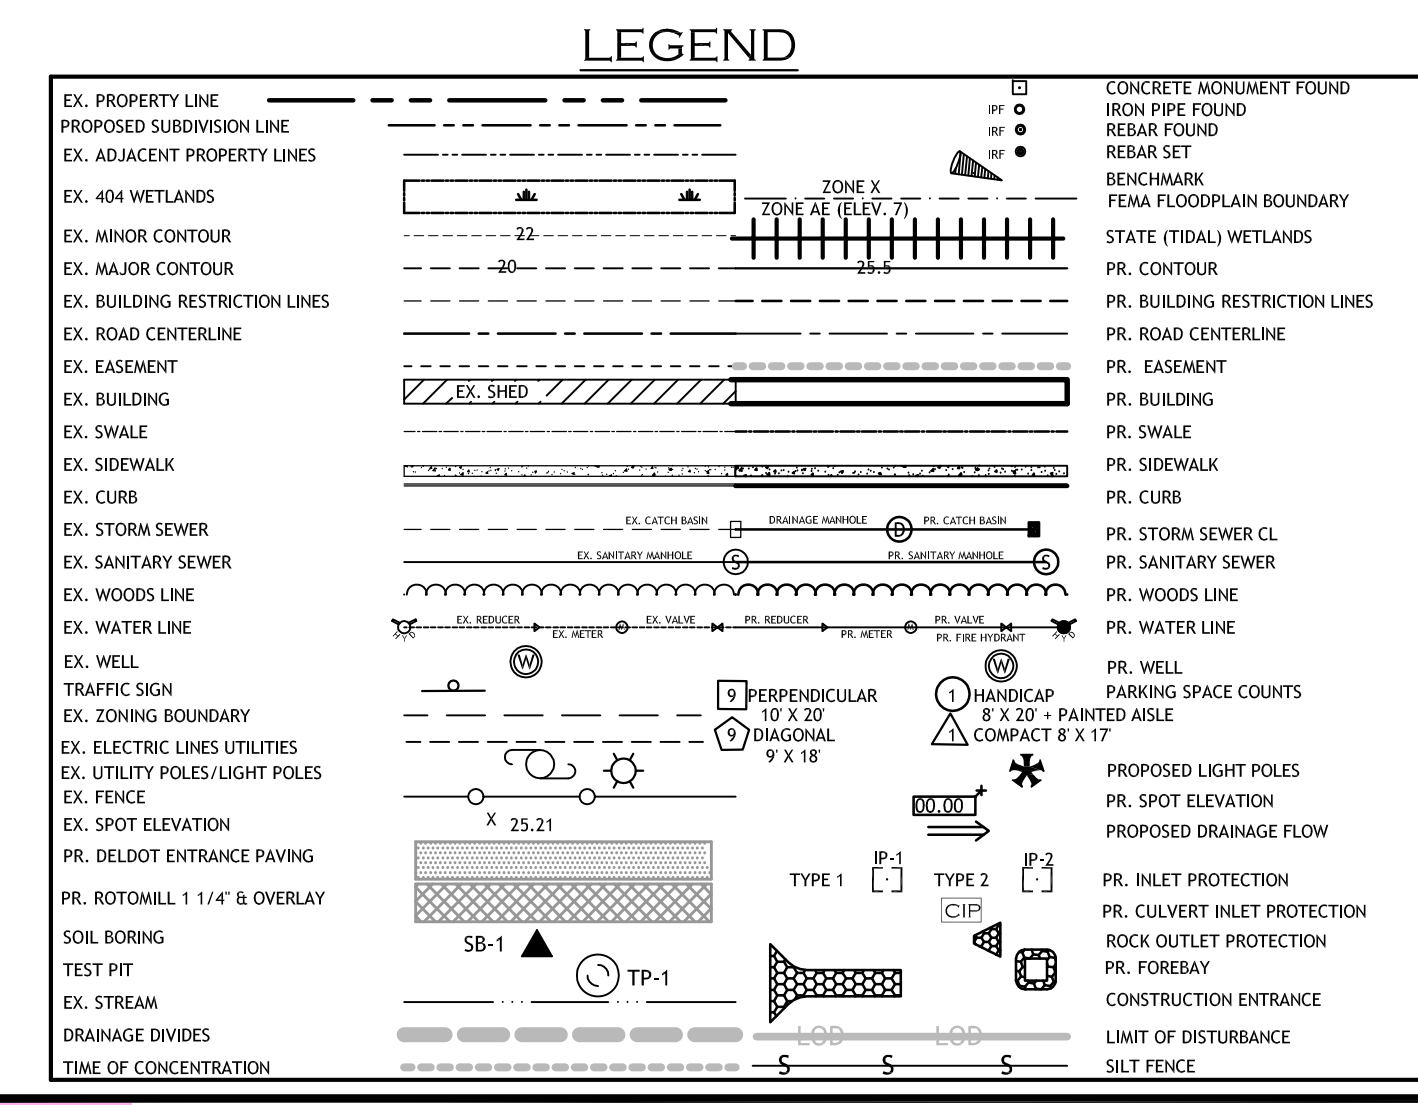 LEGEND
EX. PROPERTY LINE
CONCRETE MONUMENT FOUND
IPF IRON PIPE FOUND
PROPOSED SUBDIVISION LINE
IRF REBAR FOUND
EX. ADJACENT PROPERTY LINES
IRF REBAR SET
BENCHMARK
EX. 404 WETLANDS
ZONE X
FEMA FLOODPLAIN BOUNDARY
ZONE AE (ELEV. 7)
EX. MINOR CONTOUR 22 STATE (TIDAL) WETLANDS
EX. MAJOR CONTOUR 20 25.5 PR. CONTOUR
EX. BUILDING RESTRICTION LINES PR. BUILDING RESTRICTION LINES
EX. ROAD CENTERLINE PR. ROAD CENTERLINE
EX. EASEMENT PR. EASEMENT
EX. BUILDING EX. SHED PR. BUILDING
EX. SWALE PR. SWALE
EX. SIDEWALK PR. SIDEWALK
EX. CURB PR. CURB
EX. STORM SEWER EX. CATCH BASIN DRAINAGE MANHOLE D PR. CATCH BASIN PR. STORM SEWER CL
EX. SANITARY SEWER EX. SANITARY MANHOLE S PR. SANITARY MANHOLE S PR. SANITARY SEWER
EX. WOODS LINE PR. WOODS LINE
EX. WATER LINE HYD EX. REDUCER EX. METER M EX. VALVE PR. REDUCER PR. METER M PR. VALVE PR. FIRE HYDRANT HYD PR. WATER LINE
EX. WELL W W PR. WELL
TRAFFIC SIGN 9 PERPENDICULAR 1 HANDICAP PARKING SPACE COUNTS
EX. ZONING BOUNDARY 10' X 20' 8' X 20' + PAINTED AISLE
9 DIAGONAL 1 COMPACT 8' X 17'
EX. ELECTRIC LINES UTILITIES 9' X 18'
EX. UTILITY POLES/LIGHT POLES PROPOSED LIGHT POLES
EX. FENCE 00.00 + PR. SPOT ELEVATION
EX. SPOT ELEVATION X 25.21 PROPOSED DRAINAGE FLOW
PR. DELDOT ENTRANCE PAVING IP-1 IP-2
TYPE 1 TYPE 2 PR. INLET PROTECTION
PR. ROTOMILL 1 1/4" & OVERLAY CIP PR. CULVERT INLET PROTECTION
SOIL BORING SB-1 ROCK OUTLET PROTECTION
TEST PIT TP-1 PR. FOREBAY
EX. STREAM CONSTRUCTION ENTRANCE
DRAINAGE DIVIDES LOD LOD LIMIT OF DISTURBANCE
TIME OF CONCENTRATION S S S SILT FENCE